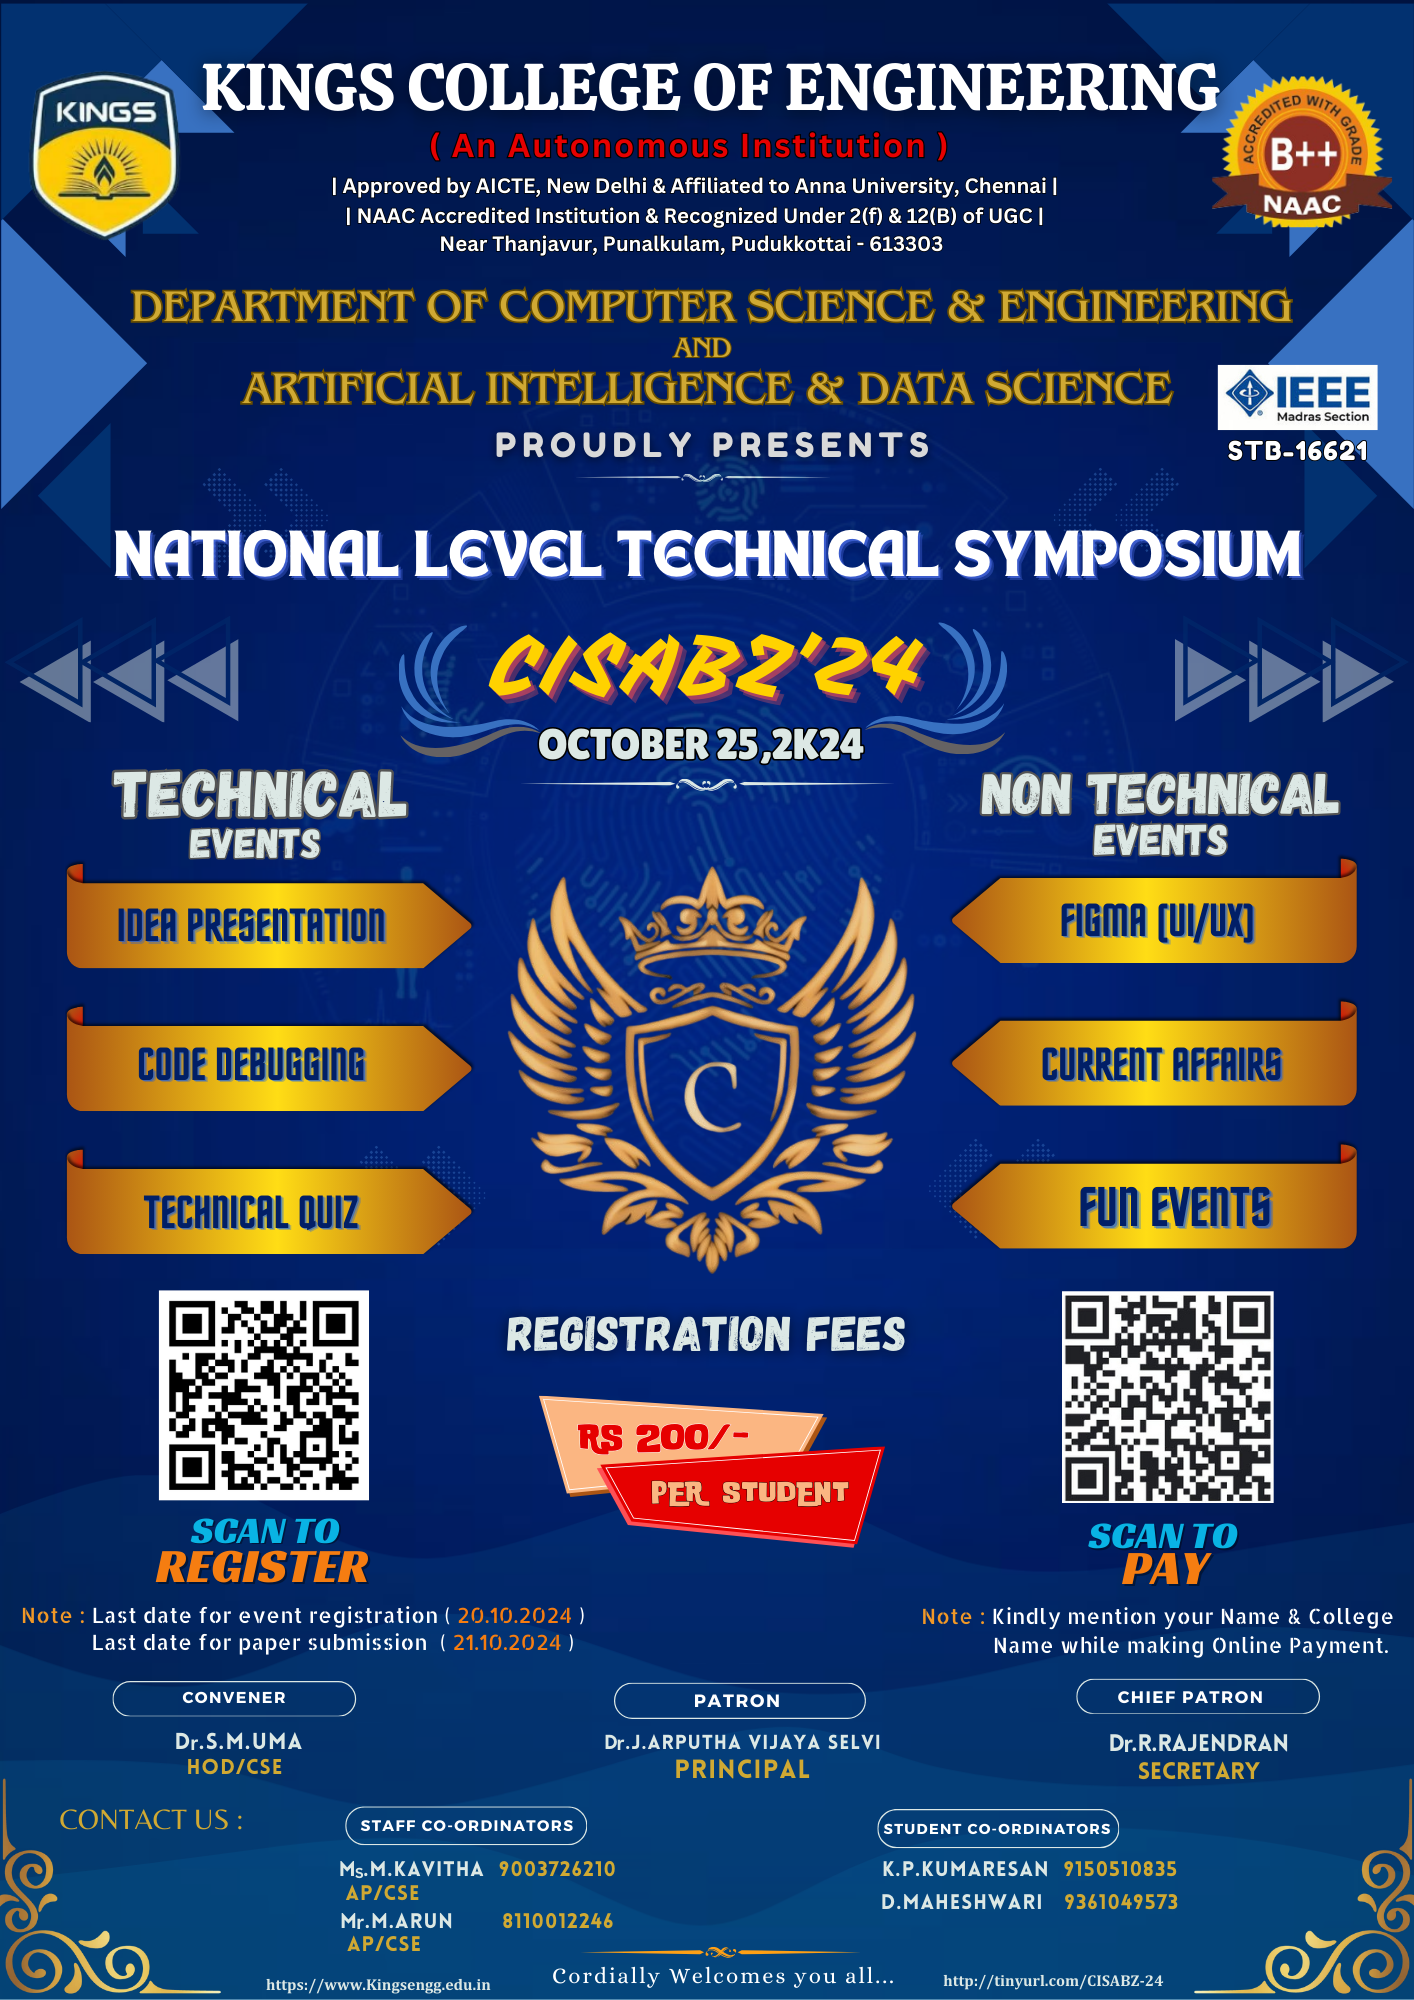 KINGS COLLEGE OF ENGINEERING
( An Autonomous Institution )
| Approved by AICTE, New Delhi & Affiliated to Anna University, Chennai |
| NAAC Accredited Institution & Recognized Under 2(f) & 12(B) of UGC |
Near Thanjavur, Punalkulam, Pudukkottai - 613303
KINGS
ACCREDITED WITH GRADE
B++
NAAC
DEPARTMENT OF COMPUTER SCIENCE & ENGINEERING
AND
ARTIFICIAL INTELLIGENCE & DATA SCIENCE
PROUDLY PRESENTS
IEEE
Madras Section
STB-16621
NATIONAL LEVEL TECHNICAL SYMPOSIUM
CISABZ'24
OCTOBER 25,2K24
TECHNICAL
EVENTS
IDEA PRESENTATION
CODE DEBUGGING
TECHNICAL QUIZ
NON TECHNICAL
EVENTS
FIGMA (UI/UX)
CURRENT AFFAIRS
FUN EVENTS
C
REGISTRATION FEES
RS 200/-
PER STUDENT
SCAN TO
REGISTER
SCAN TO
PAY
Note : Last date for event registration ( 20.10.2024 )
Last date for paper submission ( 21.10.2024 )
Note : Kindly mention your Name & College
Name while making Online Payment.
CONVENER
Dr.S.M.UMA
HOD/CSE
PATRON
Dr.J.ARPUTHA VIJAYA SELVI
PRINCIPAL
CHIEF PATRON
Dr.R.RAJENDRAN
SECRETARY
CONTACT US :
STAFF CO-ORDINATORS
Ms.M.KAVITHA 9003726210
AP/CSE
Mr.M.ARUN 8110012246
AP/CSE
STUDENT CO-ORDINATORS
K.P.KUMARESAN 9150510835
D.MAHESHWARI 9361049573
https://www.Kingsengg.edu.in
Cordially Welcomes you all...
http://tinyurl.com/CISABZ-24